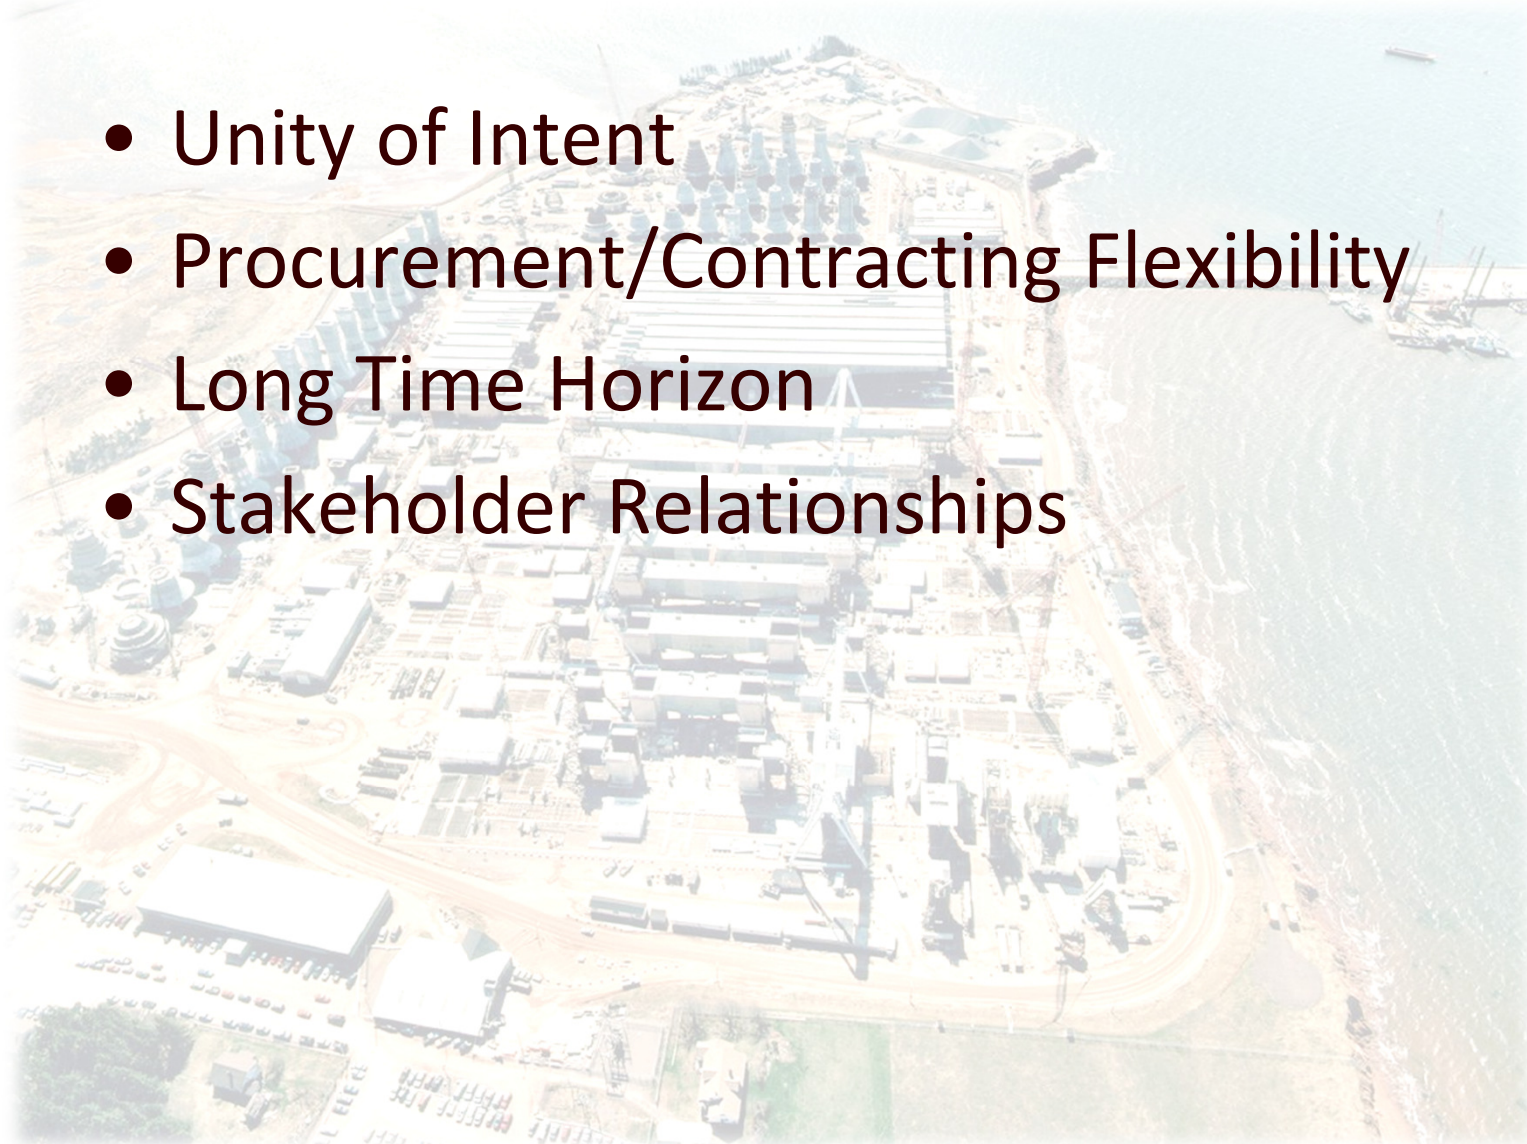 • Unity of Intent
• Procurement/Contracting Flexibility
• Long Time Horizon
• Stakeholder Relationships